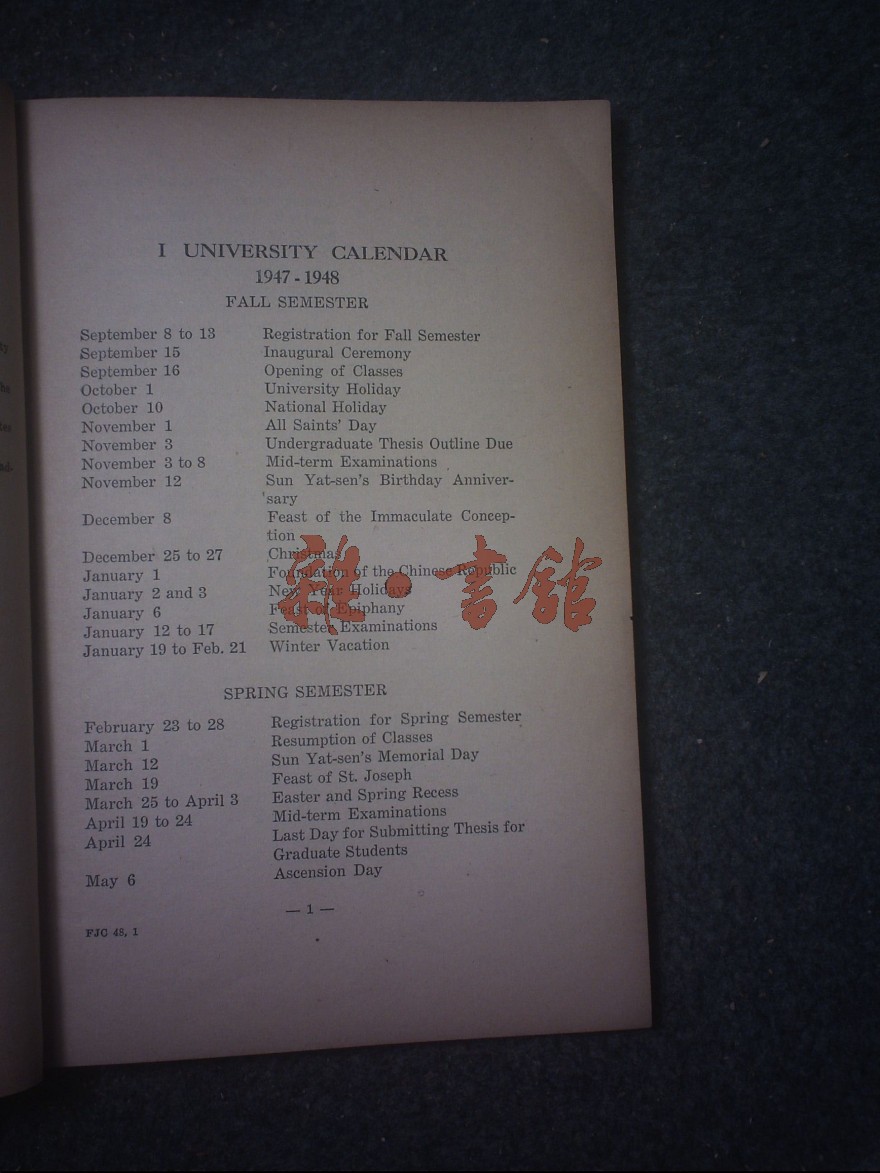 I UNIVERSITY CALENDAR
1947 - 1948
FALL SEMESTER
September 8 to 13 Registration for Fall Semester
September 15 Inaugural Ceremony
September 16 Opening of Classes
October 1 University Holiday
October 10 National Holiday
November 1 All Saints' Day
November 3 Undergraduate Thesis Outline Due
November 3 to 8 Mid-term Examinations
November 12 Sun Yat-sen's Birthday Anniver-
sary
December 8 Feast of the Immaculate Concep-
tion
December 25 to 27 Christmas
January 1 Foundation of the Chinese Republic
January 2 and 3 New Year Holidays
January 6 Feast of Epiphany
January 12 to 17 Semester Examinations
January 19 to Feb. 21 Winter Vacation
雅·書館
SPRING SEMESTER
February 23 to 28 Registration for Spring Semester
March 1 Resumption of Classes
March 12 Sun Yat-sen's Memorial Day
March 19 Feast of St. Joseph
March 25 to April 3 Easter and Spring Recess
April 19 to 24 Mid-term Examinations
April 24 Last Day for Submitting Thesis for
Graduate Students
May 6 Ascension Day
— 1 —
FJC 48, 1